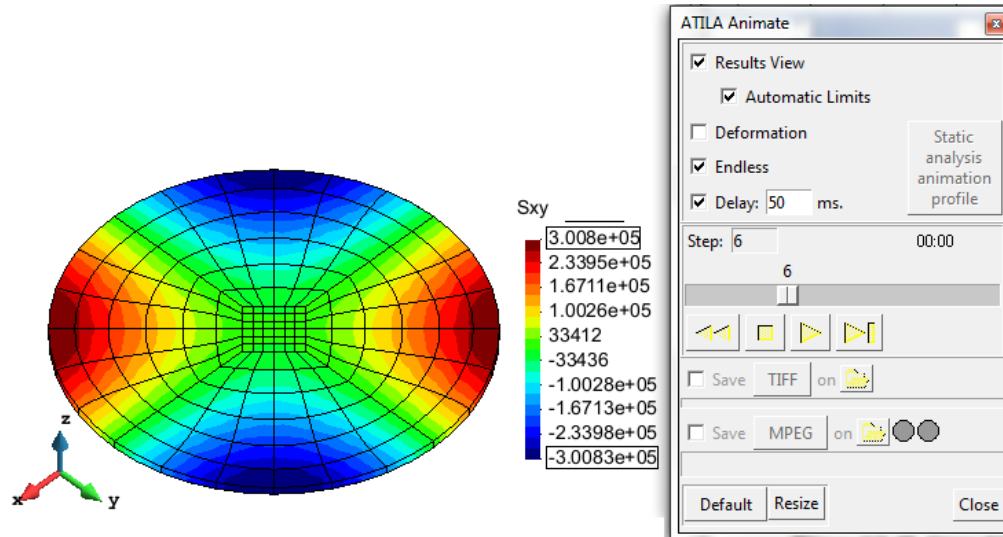 Sxy
3.008e+05
2.3395e+05
1.6711e+05
1.0026e+05
33412
-33436
-1.0028e+05
-1.6713e+05
-2.3398e+05
-3.0083e+05
z
x
y
ATILA Animate
x
Results View
Automatic Limits
Deformation
Endless
Delay: 50 ms.
Static
analysis
animation
profile
Step: 6 00:00
6
Save TIFF on
Save MPEG on
Default Resize Close